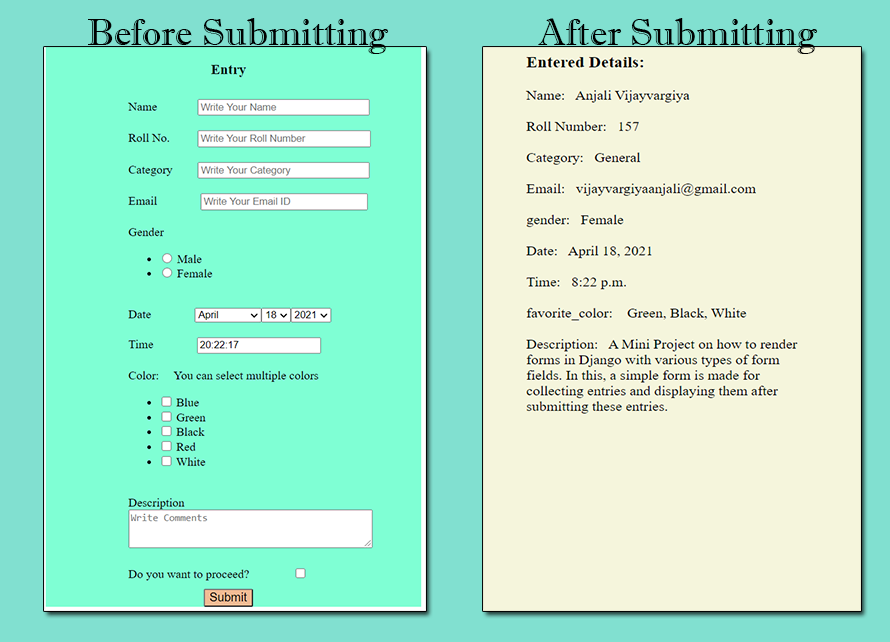 Before Submitting
Entry
Name Write Your Name
Roll No. Write Your Roll Number
Category Write Your Category
Email Write Your Email ID
Gender
Male
Female
Date April 18 2021
Time 20:22:17
Color: You can select multiple colors
Blue
Green
Black
Red
White
Description
Write Comments
Do you want to proceed?
Submit
After Submitting
Entered Details:
Name: Anjali Vijayvargiya
Roll Number: 157
Category: General
Email: vijayvargiyaanjali@gmail.com
gender: Female
Date: April 18, 2021
Time: 8:22 p.m.
favorite_color: Green, Black, White
Description: A Mini Project on how to render
forms in Django with various types of form
fields. In this, a simple form is made for
collecting entries and displaying them after
submitting these entries.